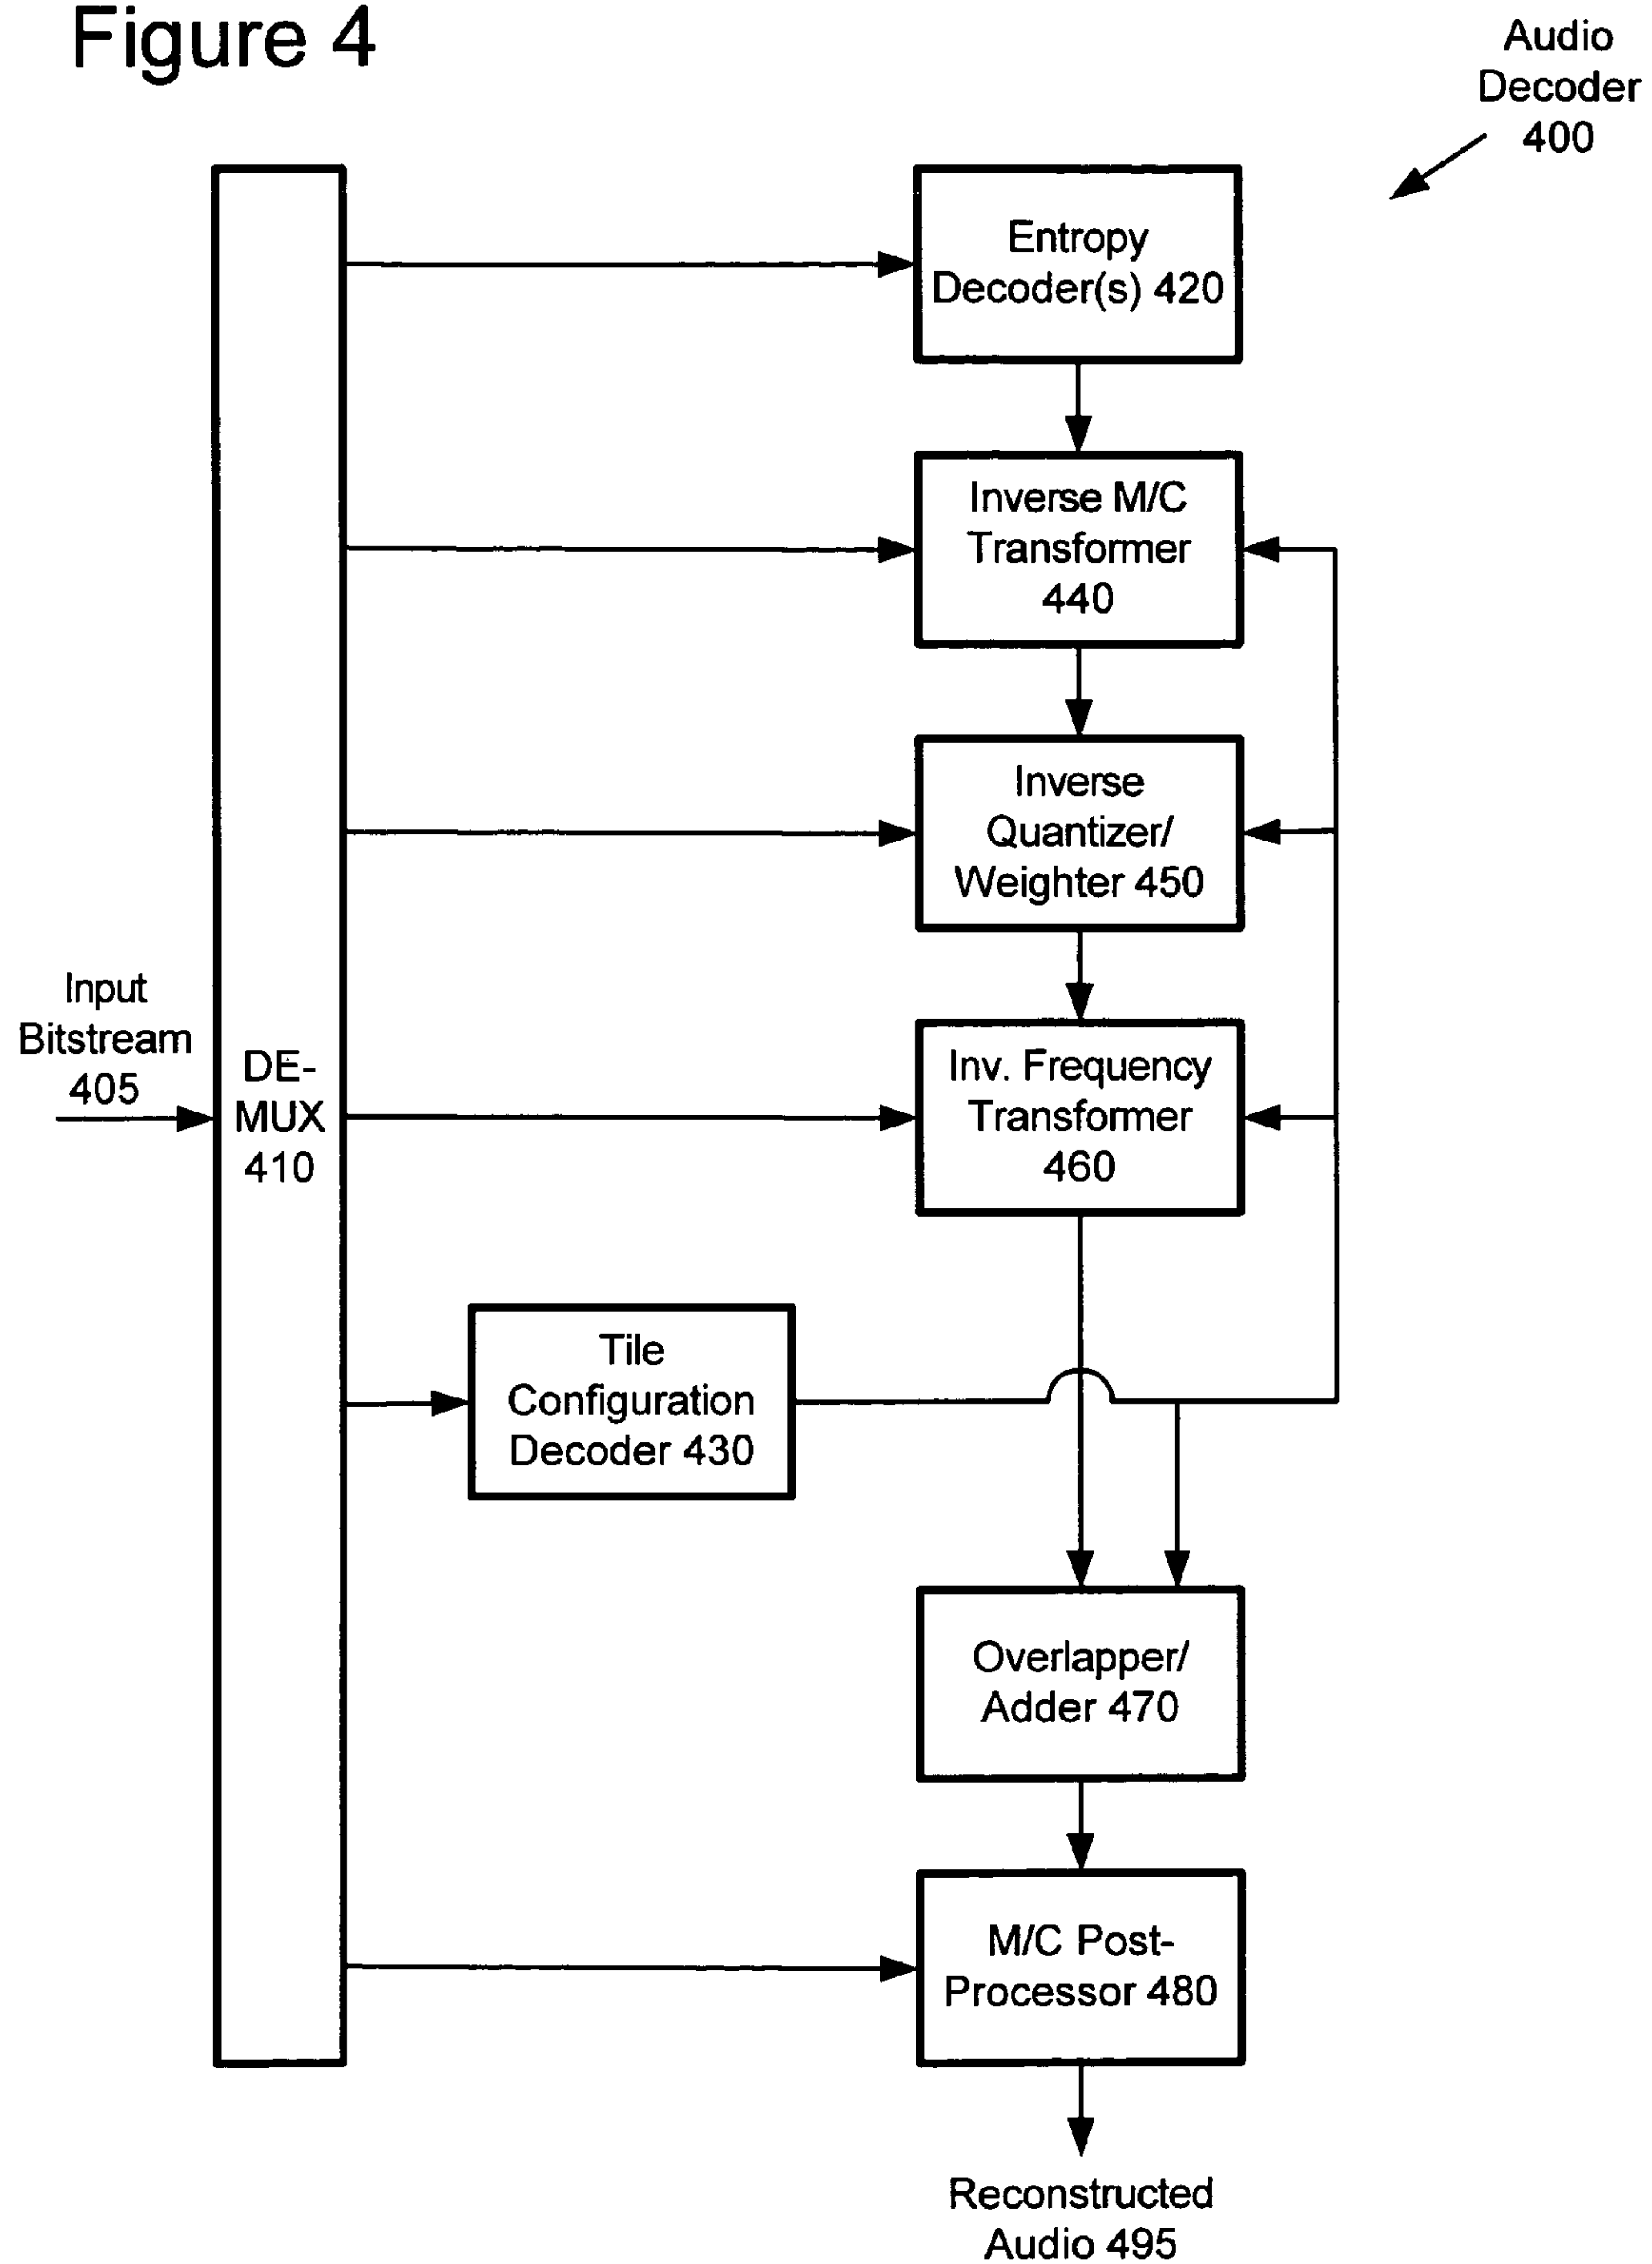 Figure 4
Audio
Decoder
400
Entropy
Decoder(s) 420
Inverse M/C
Transformer
440
Inverse
Quantizer/
Weighter 450
Input
Bitstream
405
DE-
MUX
410
Inv. Frequency
Transformer
460
Tile
Configuration
Decoder 430
Overlapper/
Adder 470
M/C Post-
Processor 480
Reconstructed
Audio 495